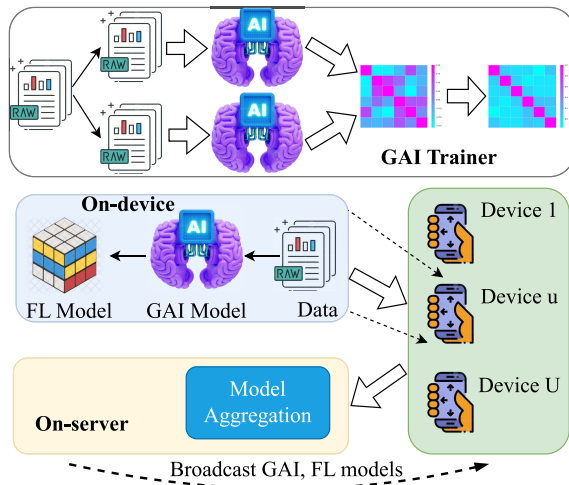 AI
RAW
RAW
AI
RAW
GAI Trainer
On-device
AI
RAW
FL Model
GAI Model
Data
Device 1
Device u
Device U
Model
Aggregation
On-server
Broadcast GAI, FL models